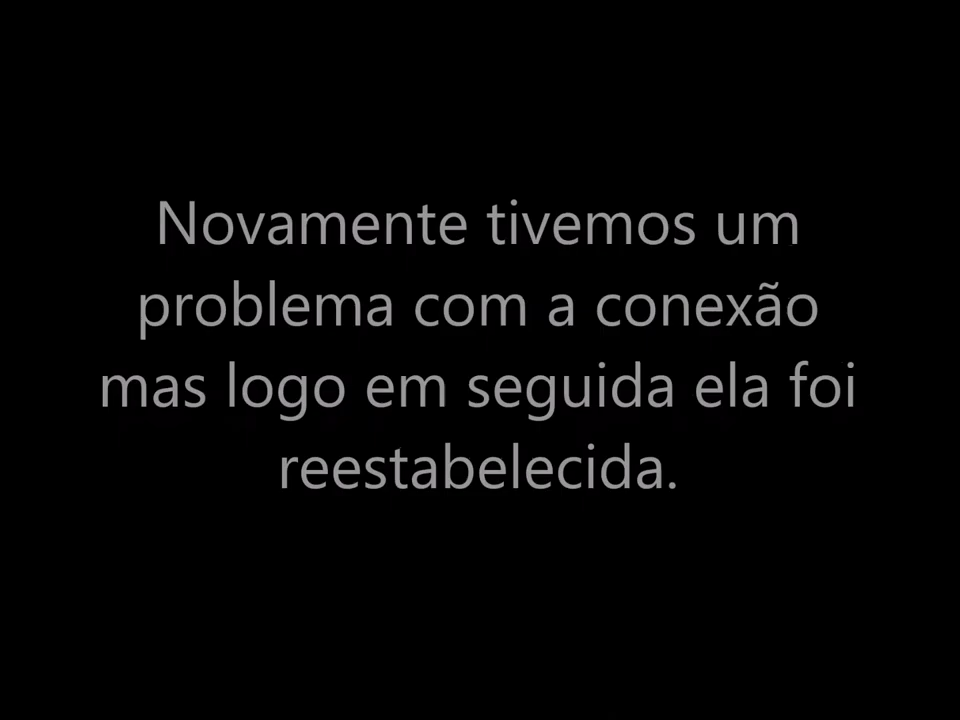 Novamente tivemos um
problema com a conexão
mas logo em seguida ela foi
reestabelecida.